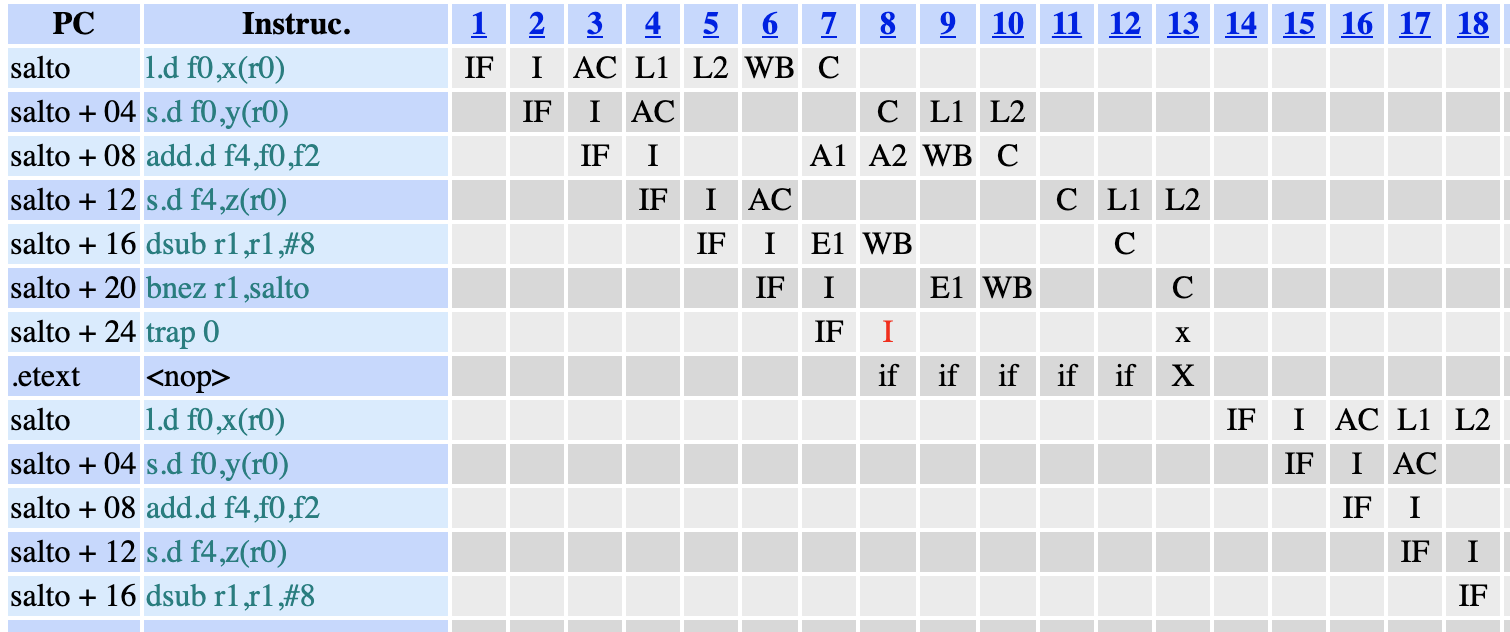 PC Instruc. 1 2 3 4 5 6 7 8 9 10 11 12 13 14 15 16 17 18
salto l.d f0,x(r0) IF I AC L1 L2 WB C
salto + 04 s.d f0,y(r0) IF I AC C L1 L2
salto + 08 add.d f4,f0,f2 IF I A1 A2 WB C
salto + 12 s.d f4,z(r0) IF I AC C L1 L2
salto + 16 dsub r1,r1,#8 IF I E1 WB C
salto + 20 bnez r1,salto IF I E1 WB C
salto + 24 trap 0 IF I x
.etext <nop> if if if if if X
salto l.d f0,x(r0) IF I AC L1 L2
salto + 04 s.d f0,y(r0) IF I AC
salto + 08 add.d f4,f0,f2 IF I
salto + 12 s.d f4,z(r0) IF I
salto + 16 dsub r1,r1,#8 IF